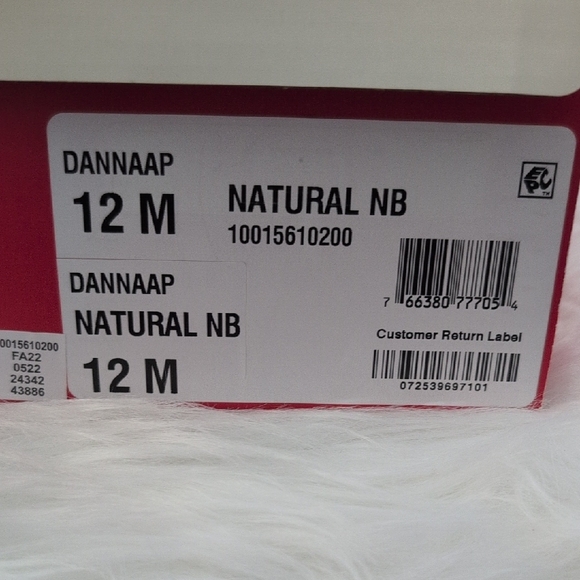 DANNAAP
12 M
NATURAL NB
10015610200
7 66380 77705 4
Customer Return Label
072539697101
DANNAAP
NATURAL NB
12 M
0015610200
FA22
0522
24342
43886